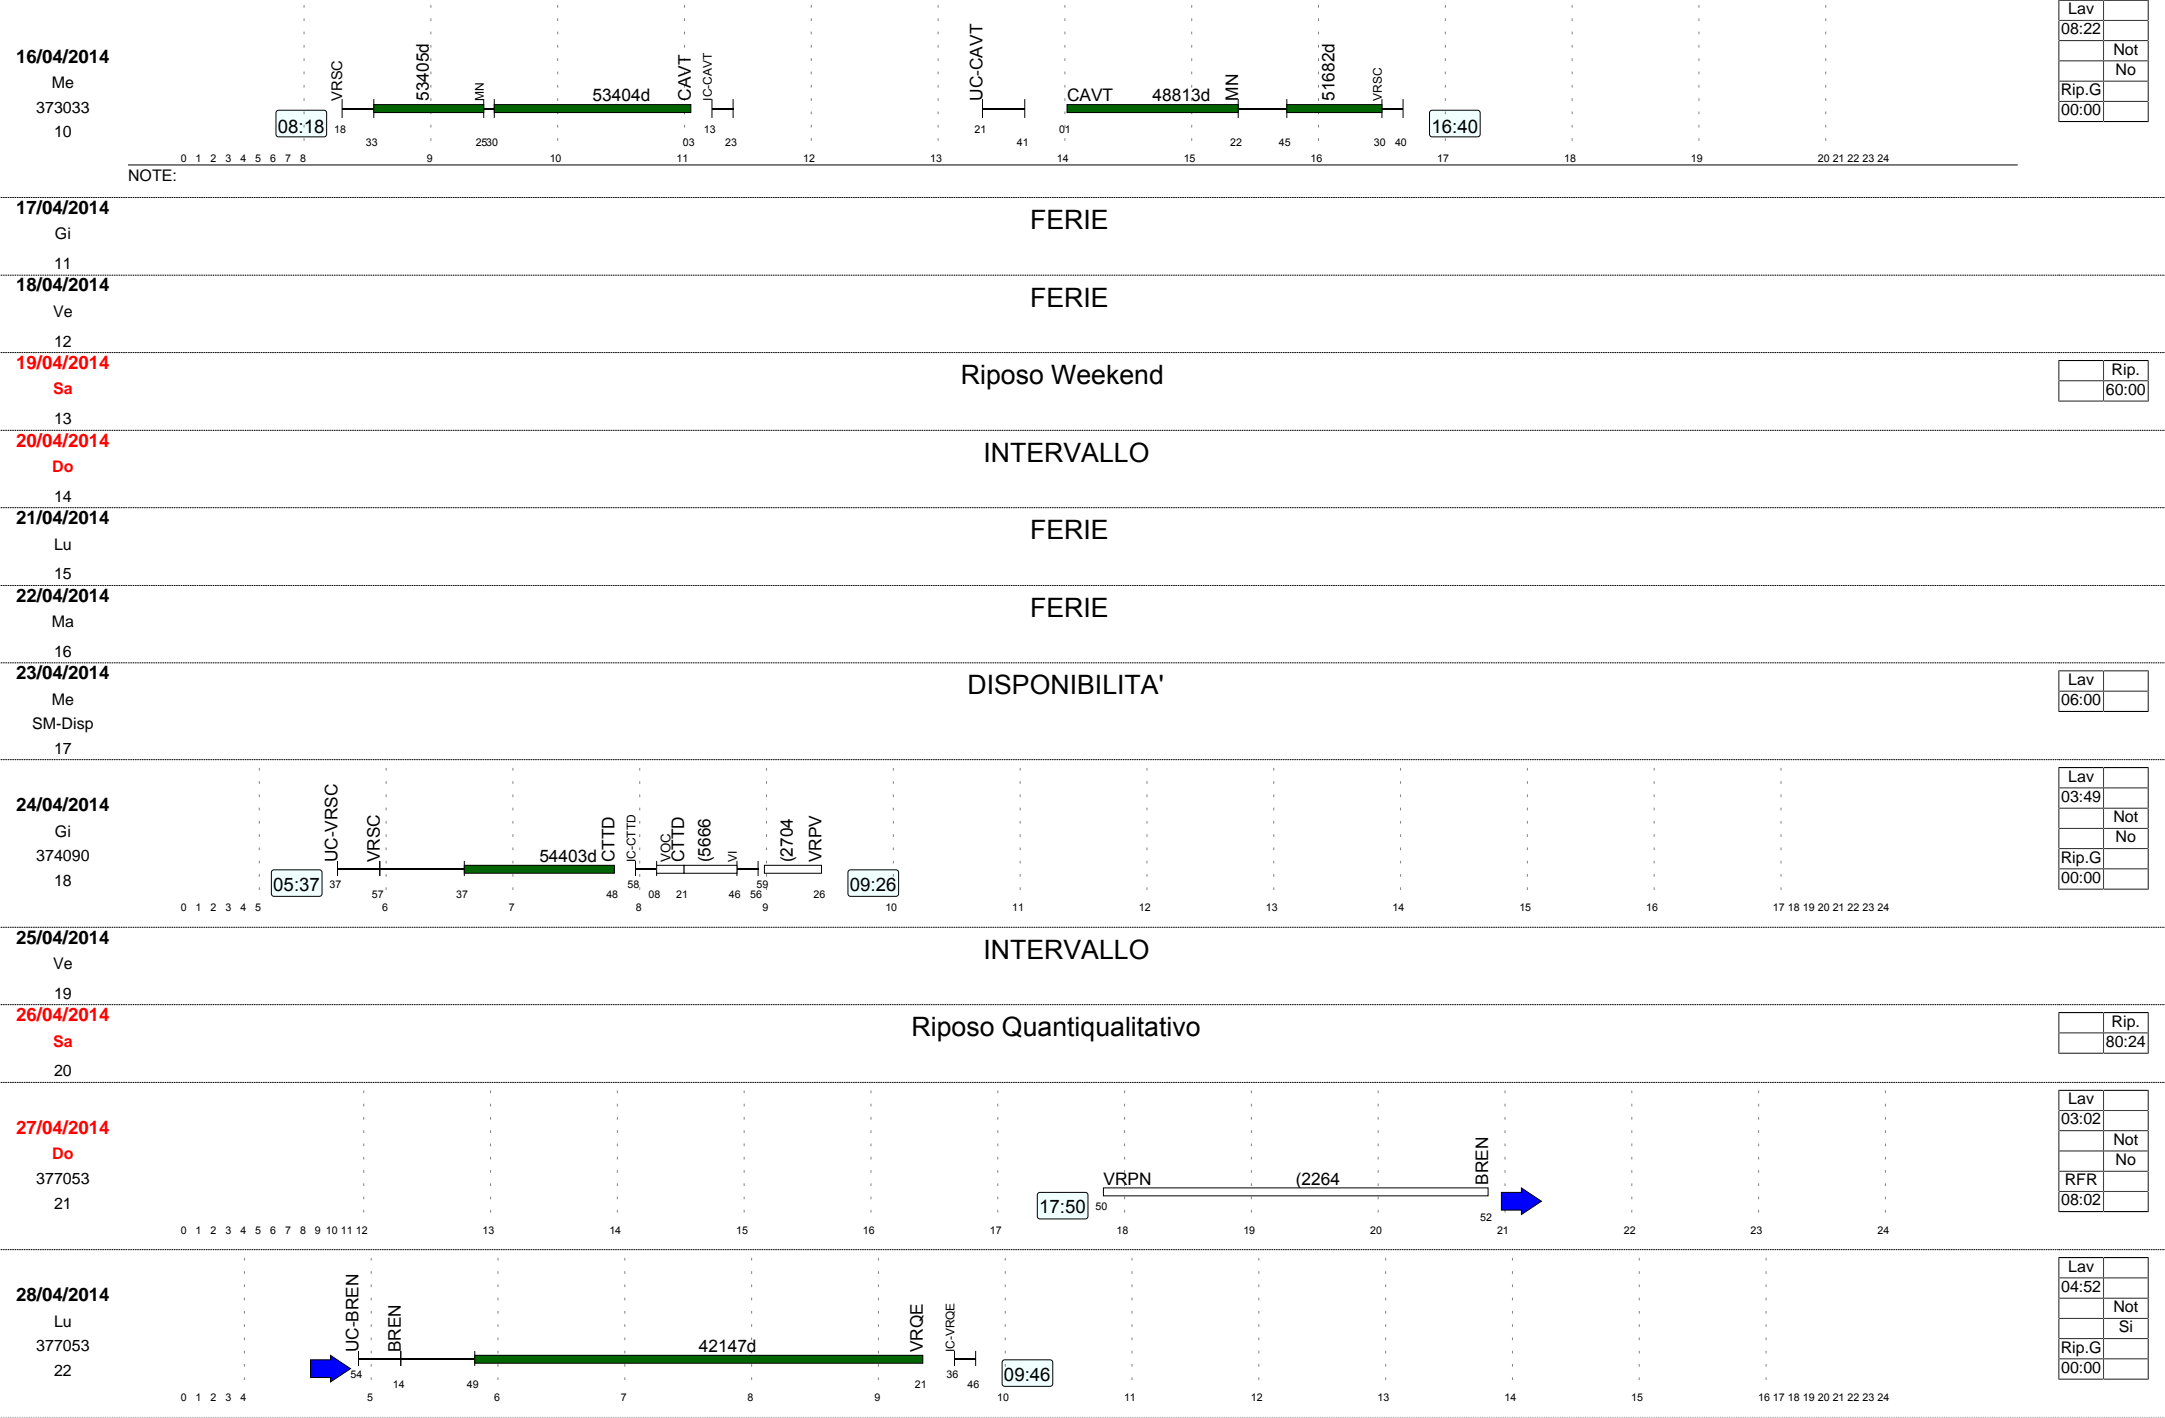 Lav
08:22
Not
No
Rip.G
00:00
16/04/2014
Me
373033
10
08:18
VRSC
53405d
MN
53404d
CAVT
IC-CAVT
UC-CAVT
CAVT
48813d
MN
51682d
VRSC
16:40
18 33 25 30 03 13 23 21 41 01 22 45 30 40
0 1 2 3 4 5 6 7 8 9 10 11 12 13 14 15 16 17 18 19 20 21 22 23 24
NOTE:
17/04/2014
Gi
11
FERIE
18/04/2014
Ve
12
FERIE
19/04/2014
Sa
13
Riposo Weekend
Rip.
60:00
20/04/2014
Do
14
INTERVALLO
21/04/2014
Lu
15
FERIE
22/04/2014
Ma
16
FERIE
23/04/2014
Me
SM-Disp
17
DISPONIBILITA'
Lav
06:00
24/04/2014
Gi
374090
18
05:37
UC-VRSC
VRSC
54403d
CTTD
IC-CTTD
VOC
CTTD
(5666
VI
(2704
VRPV
09:26
37 57 37 48 58 08 21 46 56 59 26
0 1 2 3 4 5 6 7 8 9 10 11 12 13 14 15 16 17 18 19 20 21 22 23 24
Lav
03:49
Not
No
Rip.G
00:00
25/04/2014
Ve
19
INTERVALLO
26/04/2014
Sa
20
Riposo Quantiqualitativo
Rip.
80:24
27/04/2014
Do
377053
21
17:50
VRPN
(2264
BREN
50 52
0 1 2 3 4 5 6 7 8 9 10 11 12 13 14 15 16 17 18 19 20 21 22 23 24
Lav
03:02
Not
No
RFR
08:02
28/04/2014
Lu
377053
22
UC-BREN
BREN
42147d
VRQE
IC-VRQE
09:46
54 14 49 21 36 46
0 1 2 3 4 5 6 7 8 9 10 11 12 13 14 15 16 17 18 19 20 21 22 23 24
Lav
04:52
Not
Si
Rip.G
00:00